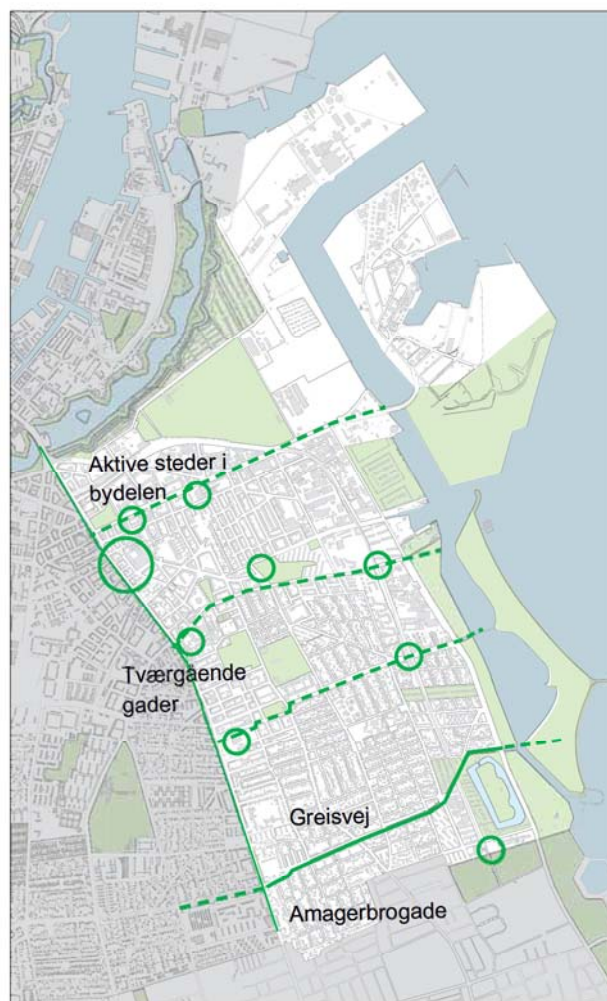 Aktive steder i
bydelen
Tværgående
gader
Greisvej
Amagerbrogade